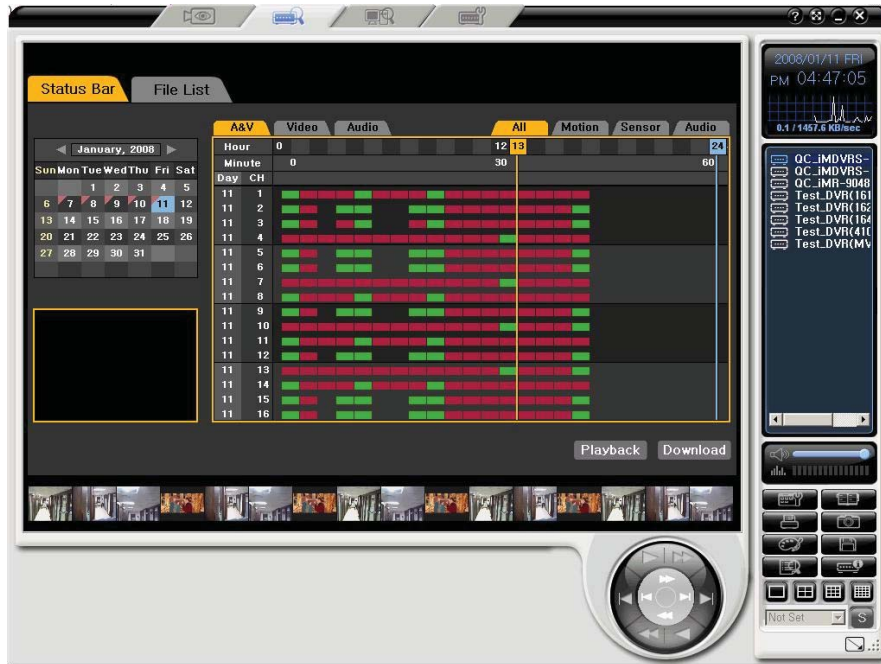 2008/01/11 FRI
PM 04:47:05
0.1 / 1457.6 KB/sec
Status Bar File List
A&V Video Audio All Motion Sensor Audio
January, 2008
Sun Mon Tue Wed Thu Fri Sat
1 2 3 4 5
6 7 8 9 10 11 12
13 14 15 16 17 18 19
20 21 22 23 24 25 26
27 28 29 30 31
Hour 0 12 13 24
Minute 0 30 60
Day CH
11 1
11 2
11 3
11 4
11 5
11 6
11 7
11 8
11 9
11 10
11 11
11 12
11 13
11 14
11 15
11 16
Playback Download
QC_iMDVRS-
QC_iMDVRS-
QC_iMR-9048
Test_DVR(161
Test_DVR(162
Test_DVR(164
Test_DVR(410
Test_DVR(MV
Not Set S